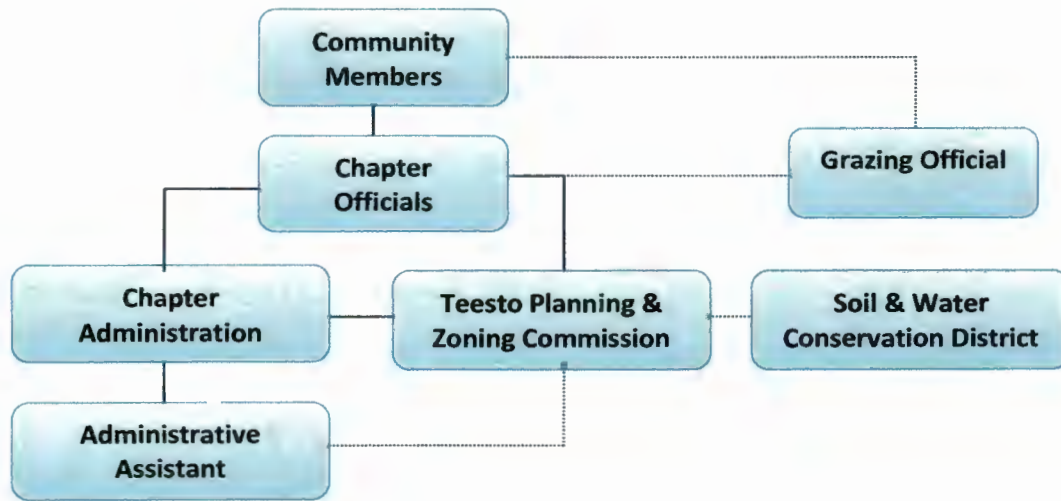 Community
Members
Chapter
Officials
Grazing Official
Chapter
Administration
Teesto Planning &
Zoning Commission
Soil & Water
Conservation District
Administrative
Assistant